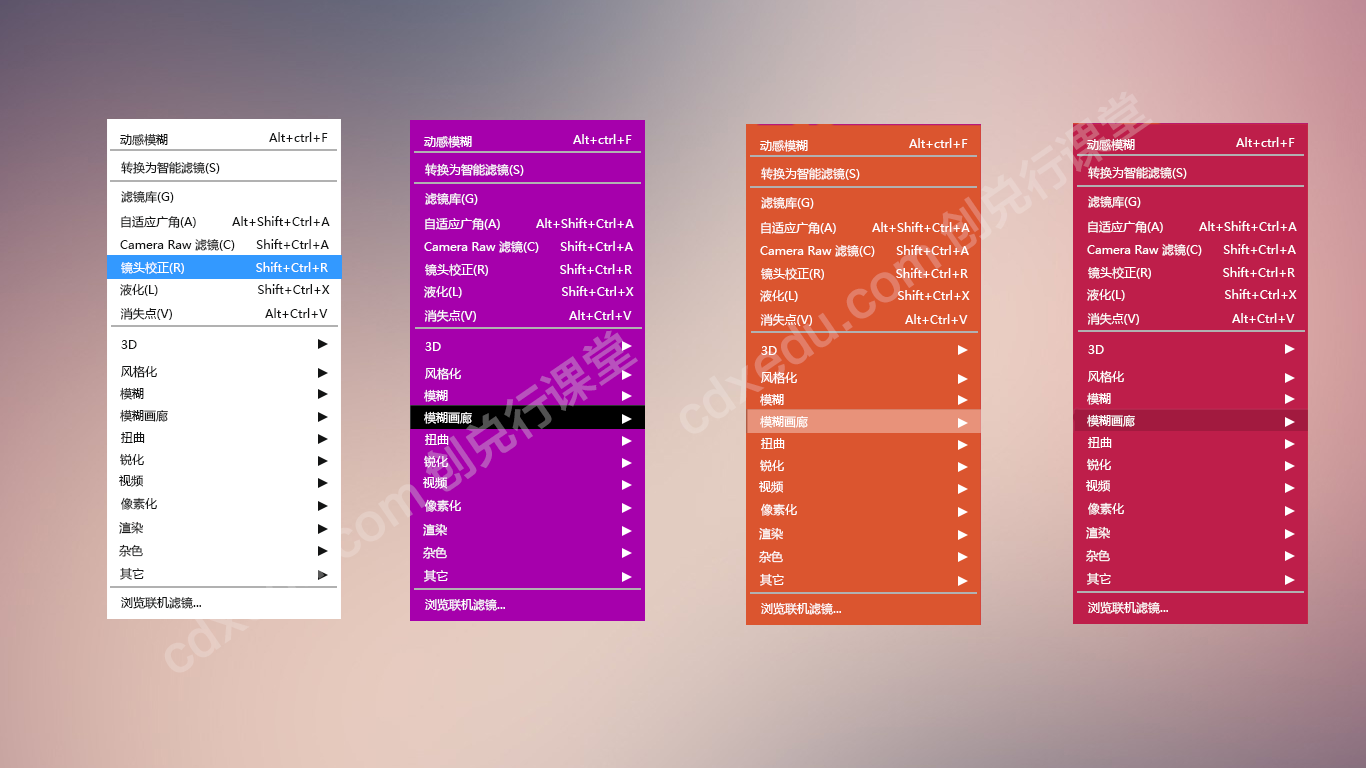 动感模糊 Alt+ctrl+F
转换为智能滤镜(S)
滤镜库(G)
自适应广角(A) Alt+Shift+Ctrl+A
Camera Raw 滤镜(C) Shift+Ctrl+A
镜头校正(R) Shift+Ctrl+R
液化(L) Shift+Ctrl+X
消失点(V) Alt+Ctrl+V
3D
风格化
模糊
模糊画廊
扭曲
锐化
视频
像素化
渲染
杂色
其它
浏览联机滤镜...
动感模糊 Alt+ctrl+F
转换为智能滤镜(S)
滤镜库(G)
自适应广角(A) Alt+Shift+Ctrl+A
Camera Raw 滤镜(C) Shift+Ctrl+A
镜头校正(R) Shift+Ctrl+R
液化(L) Shift+Ctrl+X
消失点(V) Alt+Ctrl+V
3D
风格化
模糊
模糊画廊
扭曲
锐化
视频
像素化
渲染
杂色
其它
浏览联机滤镜...
动感模糊 Alt+ctrl+F
转换为智能滤镜(S)
滤镜库(G)
自适应广角(A) Alt+Shift+Ctrl+A
Camera Raw 滤镜(C) Shift+Ctrl+A
镜头校正(R) Shift+Ctrl+R
液化(L) Shift+Ctrl+X
消失点(V) Alt+Ctrl+V
3D
风格化
模糊
模糊画廊
扭曲
锐化
视频
像素化
渲染
杂色
其它
浏览联机滤镜...
动感模糊 Alt+ctrl+F
转换为智能滤镜(S)
滤镜库(G)
自适应广角(A) Alt+Shift+Ctrl+A
Camera Raw 滤镜(C) Shift+Ctrl+A
镜头校正(R) Shift+Ctrl+R
液化(L) Shift+Ctrl+X
消失点(V) Alt+Ctrl+V
3D
风格化
模糊
模糊画廊
扭曲
锐化
视频
像素化
渲染
杂色
其它
浏览联机滤镜...
cdxedu.com 创兑行课堂